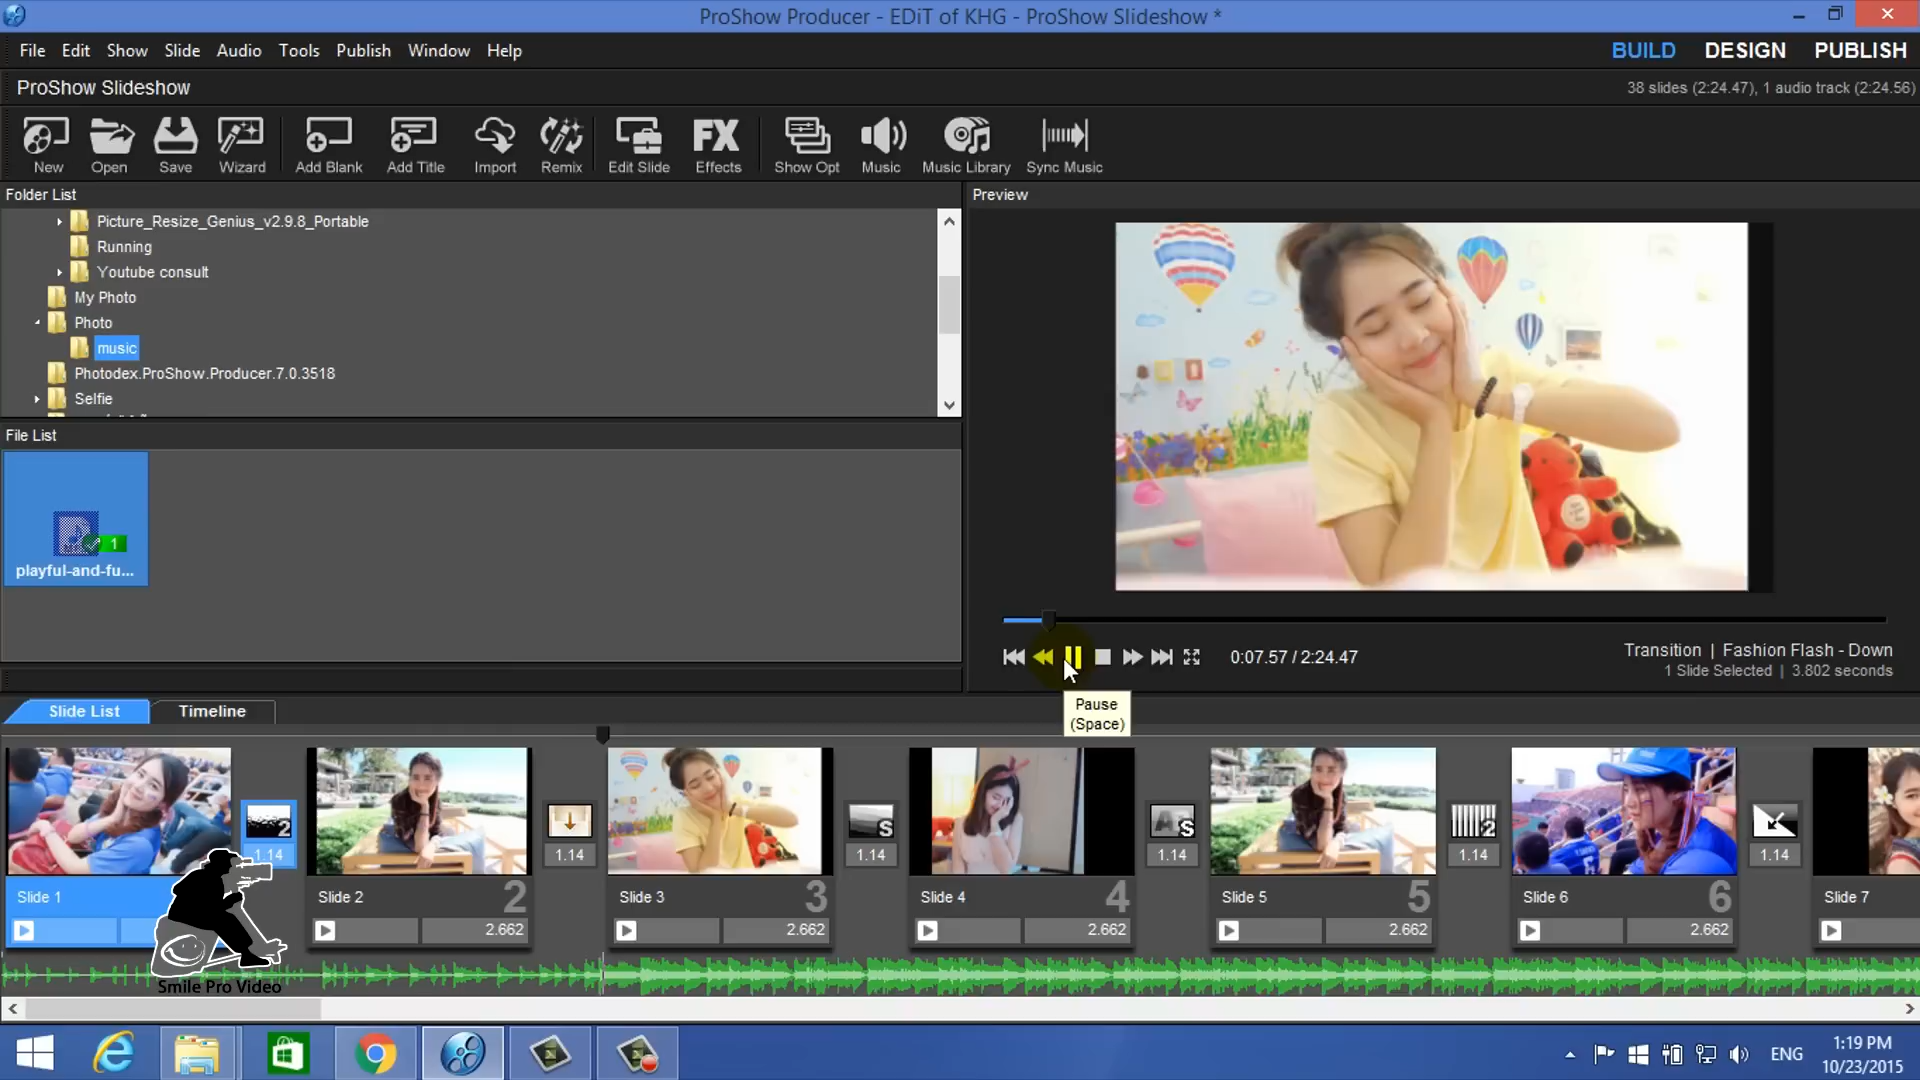 ProShow Producer - EDiT of KHG - ProShow Slideshow *
File Edit Show Slide Audio Tools Publish Window Help
BUILD DESIGN PUBLISH
ProShow Slideshow
38 slides (2:24.47), 1 audio track (2:24.56)
New Open Save Wizard Add Blank Add Title Import Remix Edit Slide FX Effects Show Opt Music Music Library Sync Music
Folder List
Preview
Picture_Resize_Genius_v2.9.8_Portable
Running
Youtube consult
My Photo
Photo
music
Photodex.ProShow.Producer.7.0.3518
Selfie
File List
1
playful-and-fu...
0:07.57 / 2:24.47
Transition | Fashion Flash - Down
1 Slide Selected | 3.802 seconds
Pause
(Space)
Slide List Timeline
2 S A S 2
1.14 1.14 1.14 1.14 1.14 1.14
Slide 1 Slide 2 2 Slide 3 3 Slide 4 4 Slide 5 5 Slide 6 6 Slide 7
2.662 2.662 2.662 2.662 2.662
Smile Pro Video
ENG
1:19 PM
10/23/2015